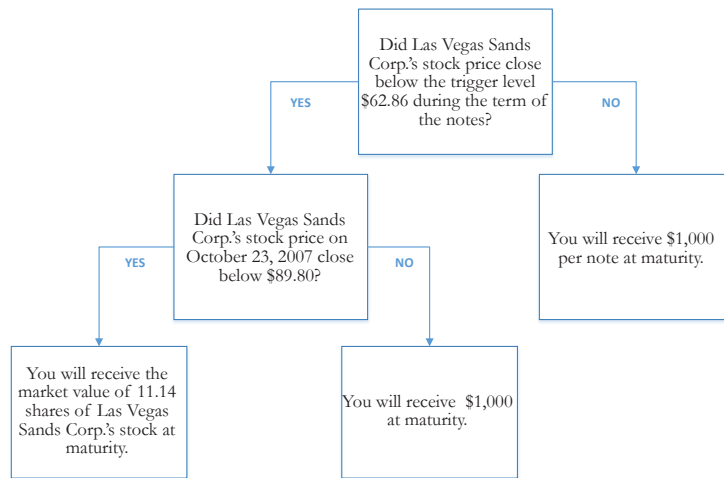 Did Las Vegas Sands
Corp.'s stock price close
below the trigger level
$62.86 during the term of
the notes?
YES
NO
Did Las Vegas Sands
Corp.'s stock price on
October 23, 2007 close
below $89.80?
You will receive $1,000
per note at maturity.
YES
NO
You will receive the
market value of 11.14
shares of Las Vegas
Sands Corp.'s stock at
maturity.
You will receive $1,000
at maturity.